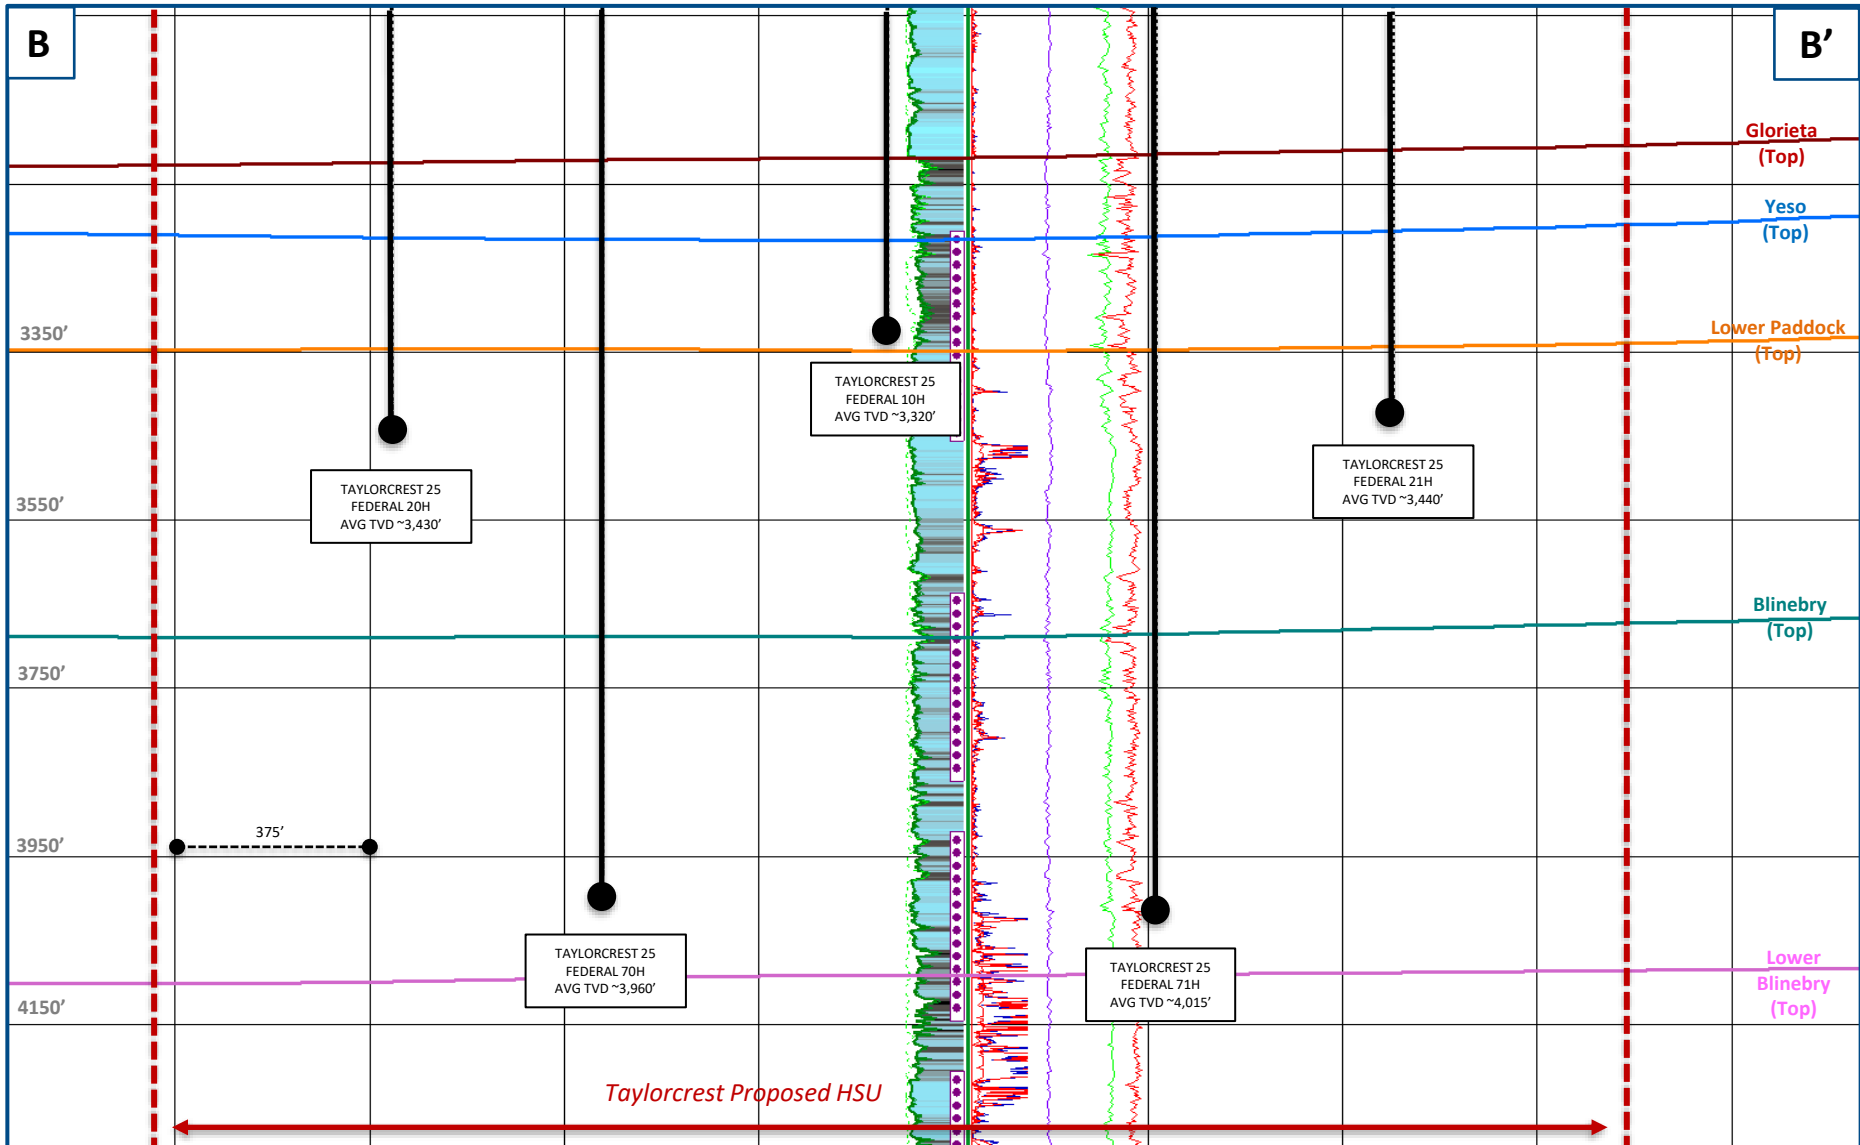 B
B’
Glorieta
(Top)
Yeso
(Top)
3350’
Lower Paddock
(Top)
TAYLORCREST 25
FEDERAL 10H
AVG TVD ~3,320’
TAYLORCREST 25
FEDERAL 20H
AVG TVD ~3,430’
TAYLORCREST 25
FEDERAL 21H
AVG TVD ~3,440’
3550’
Blinebry
(Top)
3750’
375’
3950’
TAYLORCREST 25
FEDERAL 70H
AVG TVD ~3,960’
TAYLORCREST 25
FEDERAL 71H
AVG TVD ~4,015’
Lower
Blinebry
(Top)
4150’
Taylorcrest Proposed HSU